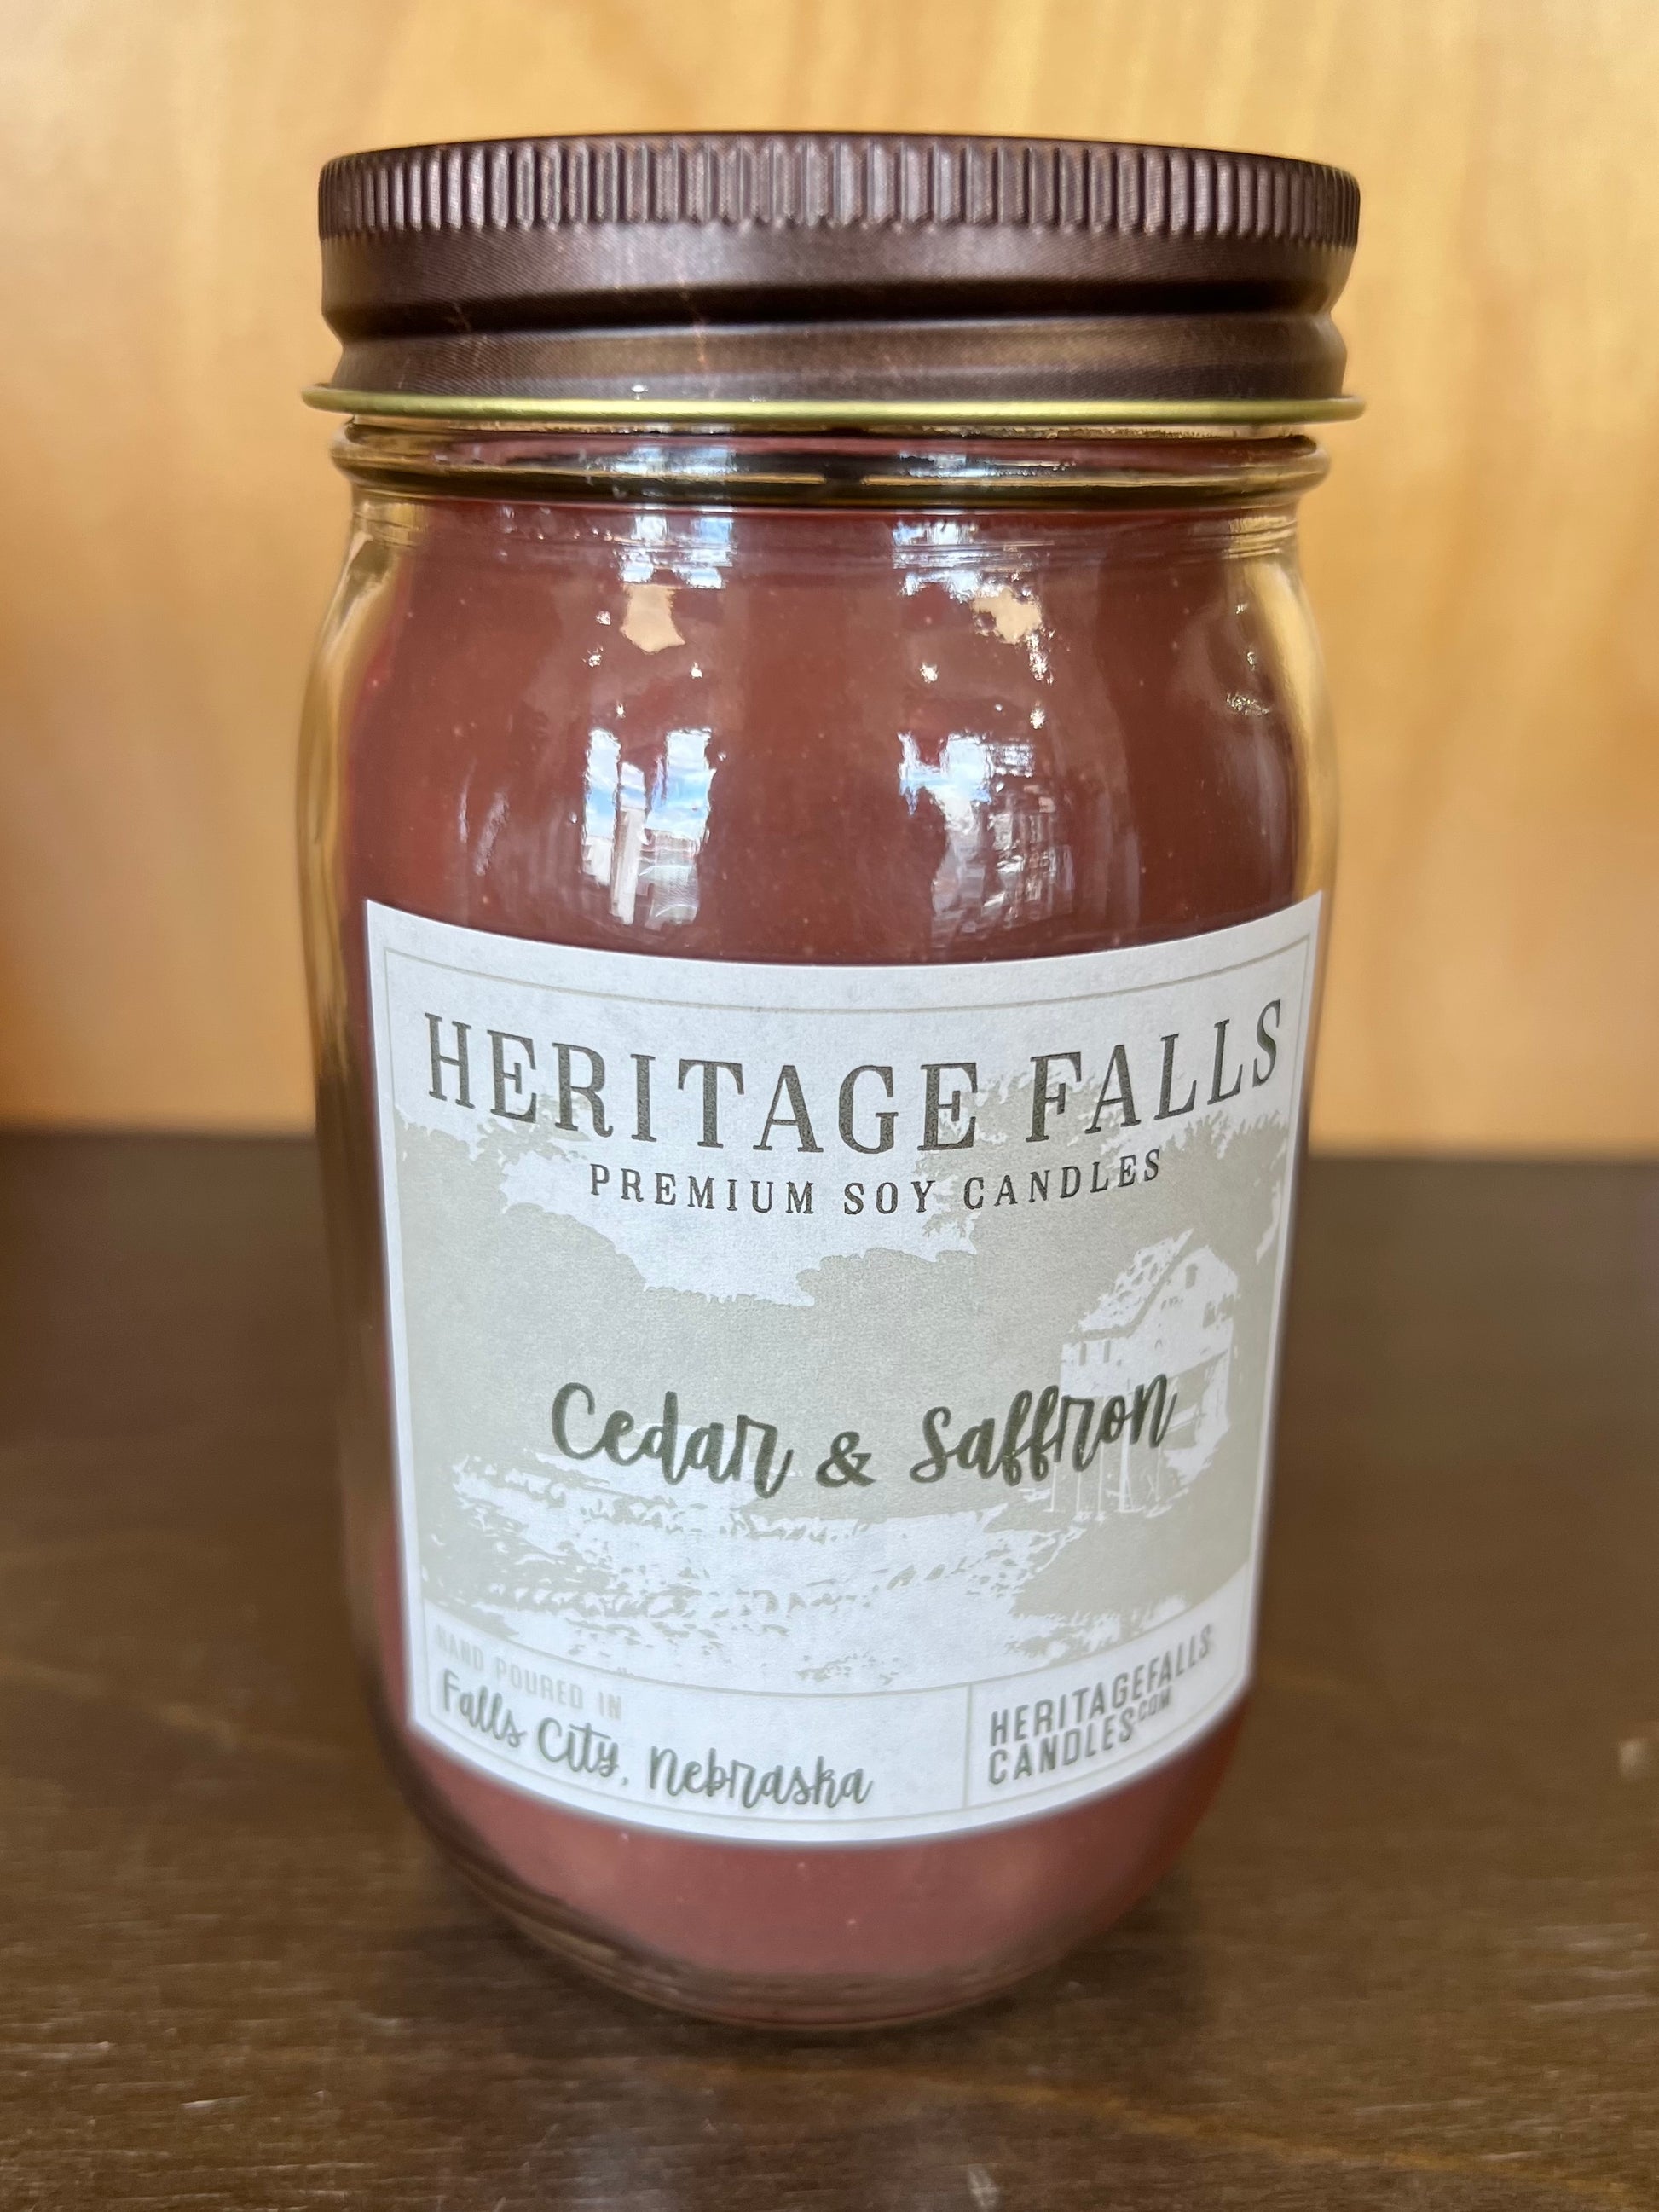 HERITAGE FALLS
PREMIUM SOY CANDLES
Cedar & Saffron
HAND POURED IN
Falls City, Nebraska
HERITAGEFALLS
CANDLES.COM